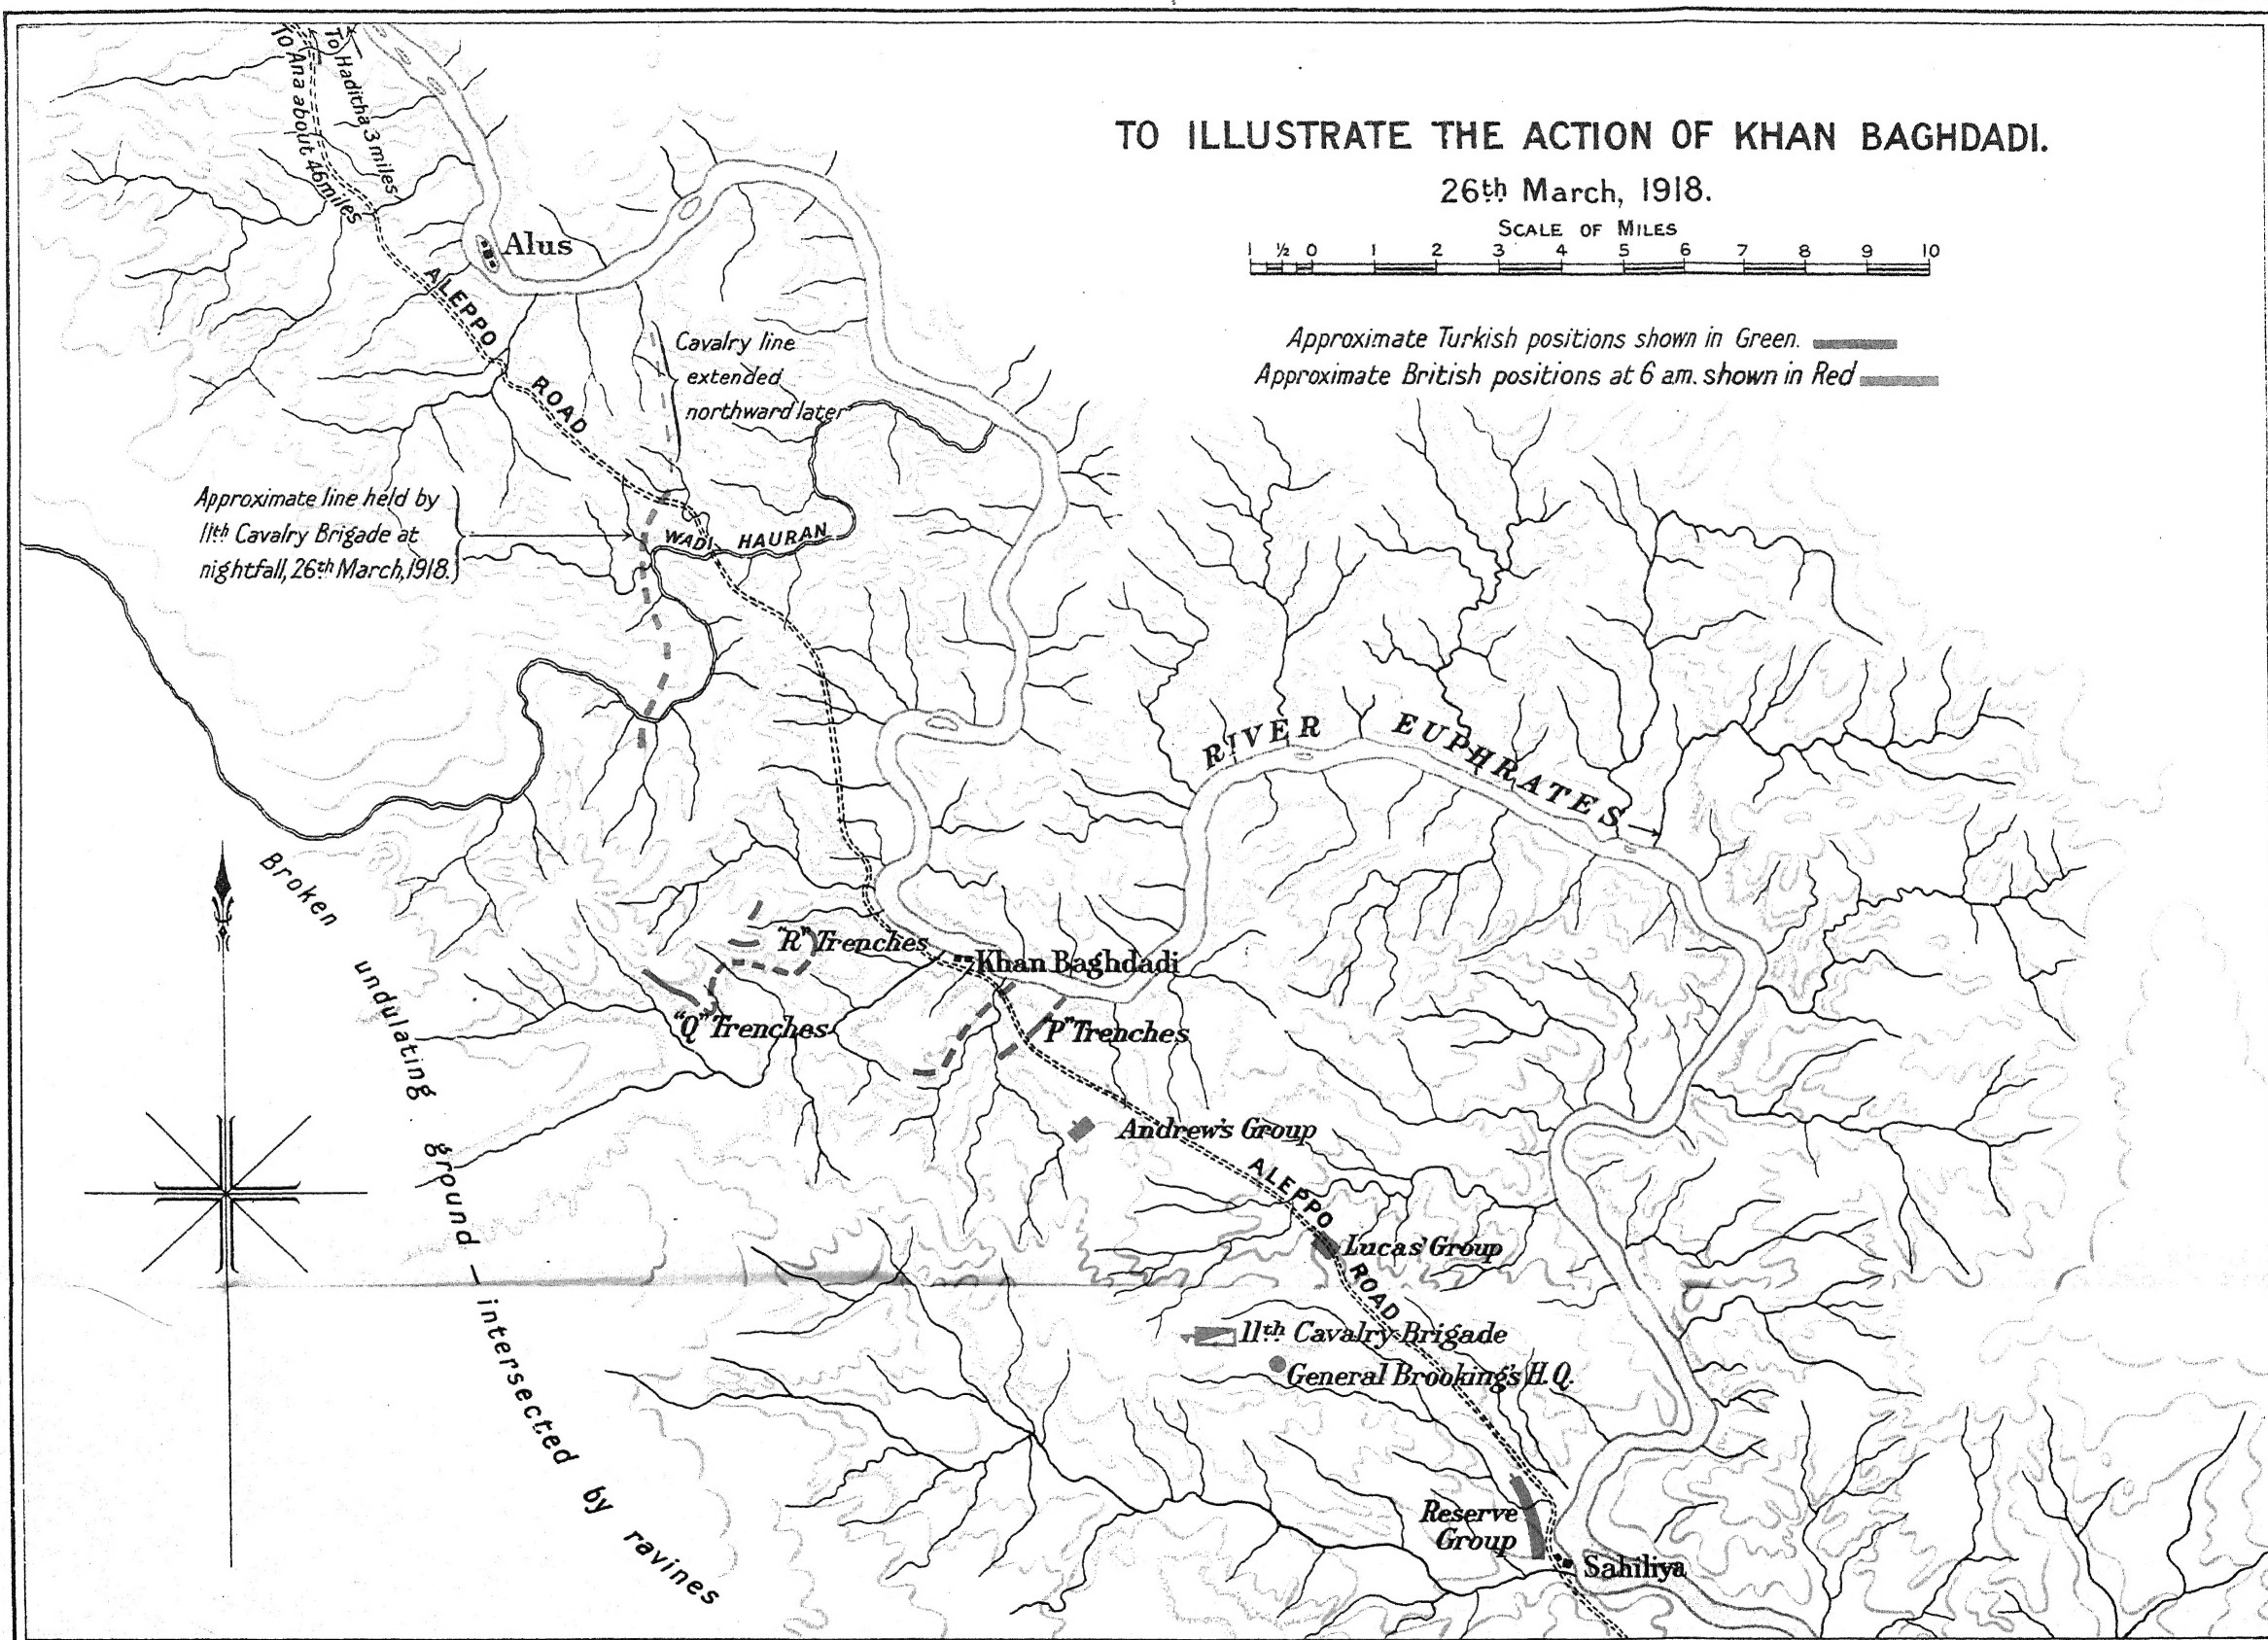 TO ILLUSTRATE THE ACTION OF KHAN BAGHDADI.
26th March, 1918.
SCALE OF MILES
1 ½ 0 1 2 3 4 5 6 7 8 9 10
Approximate Turkish positions shown in Green.
Approximate British positions at 6 a.m. shown in Red
To Ana about 46 miles
To Haditha 3 miles
Alus
ALEPPO ROAD
Cavalry line
extended
northward later
Approximate line held by
11th Cavalry Brigade at
nightfall, 26th March, 1918.
WADI HAURAN
RIVER EUPHRATES
"R" Trenches
Khan Baghdadi
"Q" Trenches
"P" Trenches
Andrew's Group
ALEPPO ROAD
Lucas' Group
11th Cavalry Brigade
General Brooking's H.Q.
Reserve
Group
Sahiliya
Broken undulating ground – intersected by ravines